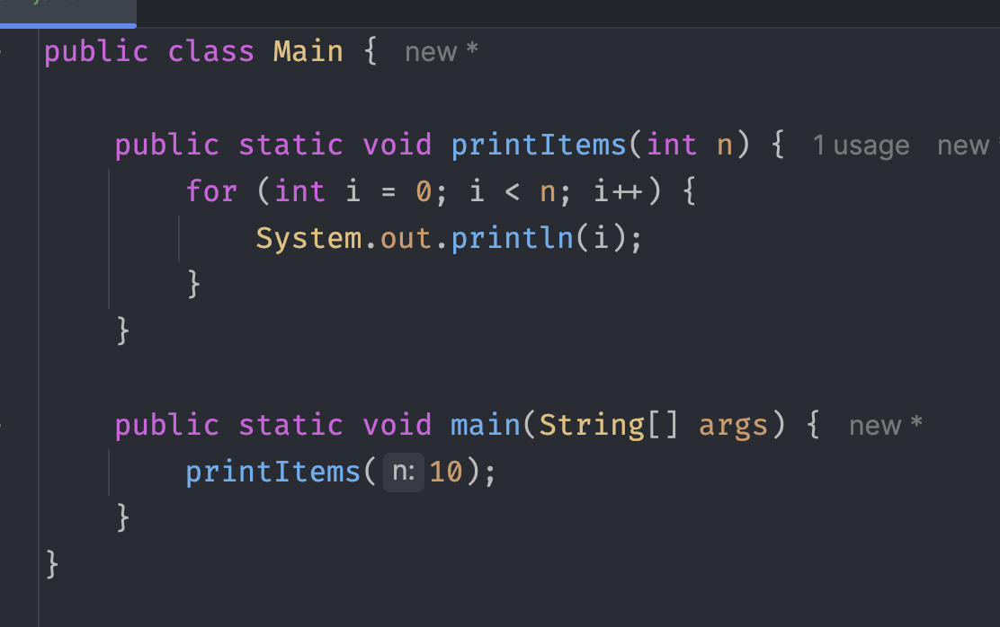 public class Main { new *
public static void printItems(int n) { 1 usage new
for (int i = 0; i < n; i++) {
System.out.println(i);
}
}
public static void main(String[] args) { new *
printItems( n: 10);
}
}